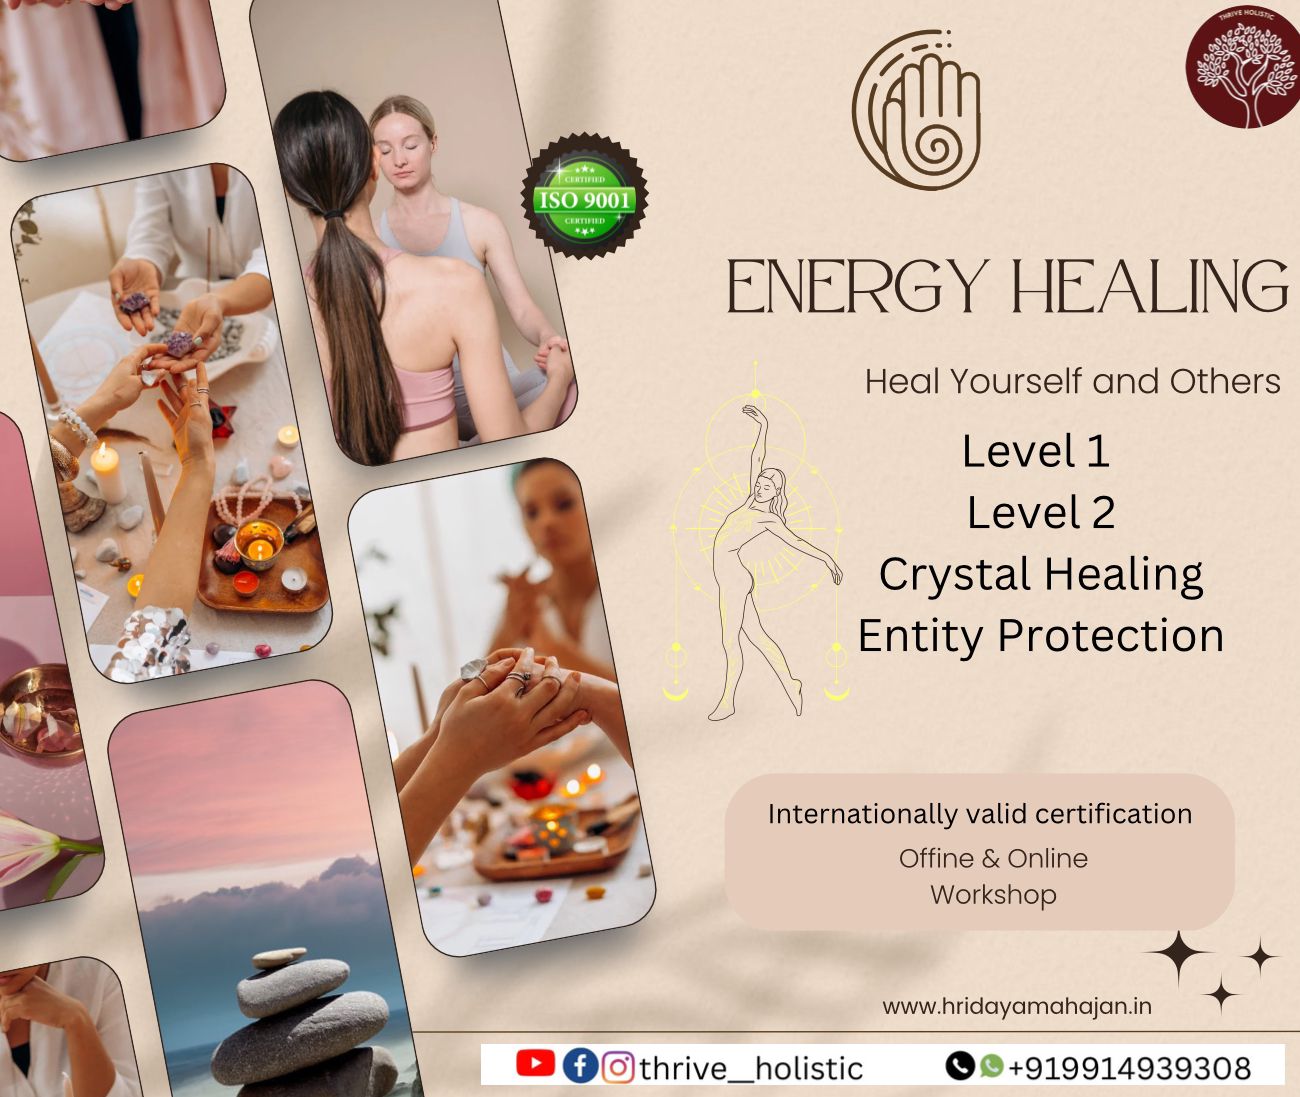 THRIVE HOLISTIC
CERTIFIED
ISO 9001
CERTIFIED
ENERGY HEALING
Heal Yourself and Others
Level 1
Level 2
Crystal Healing
Entity Protection
Internationally valid certification
Offine & Online
Workshop
www.hridayamahajan.in
thrive__holistic
+919914939308